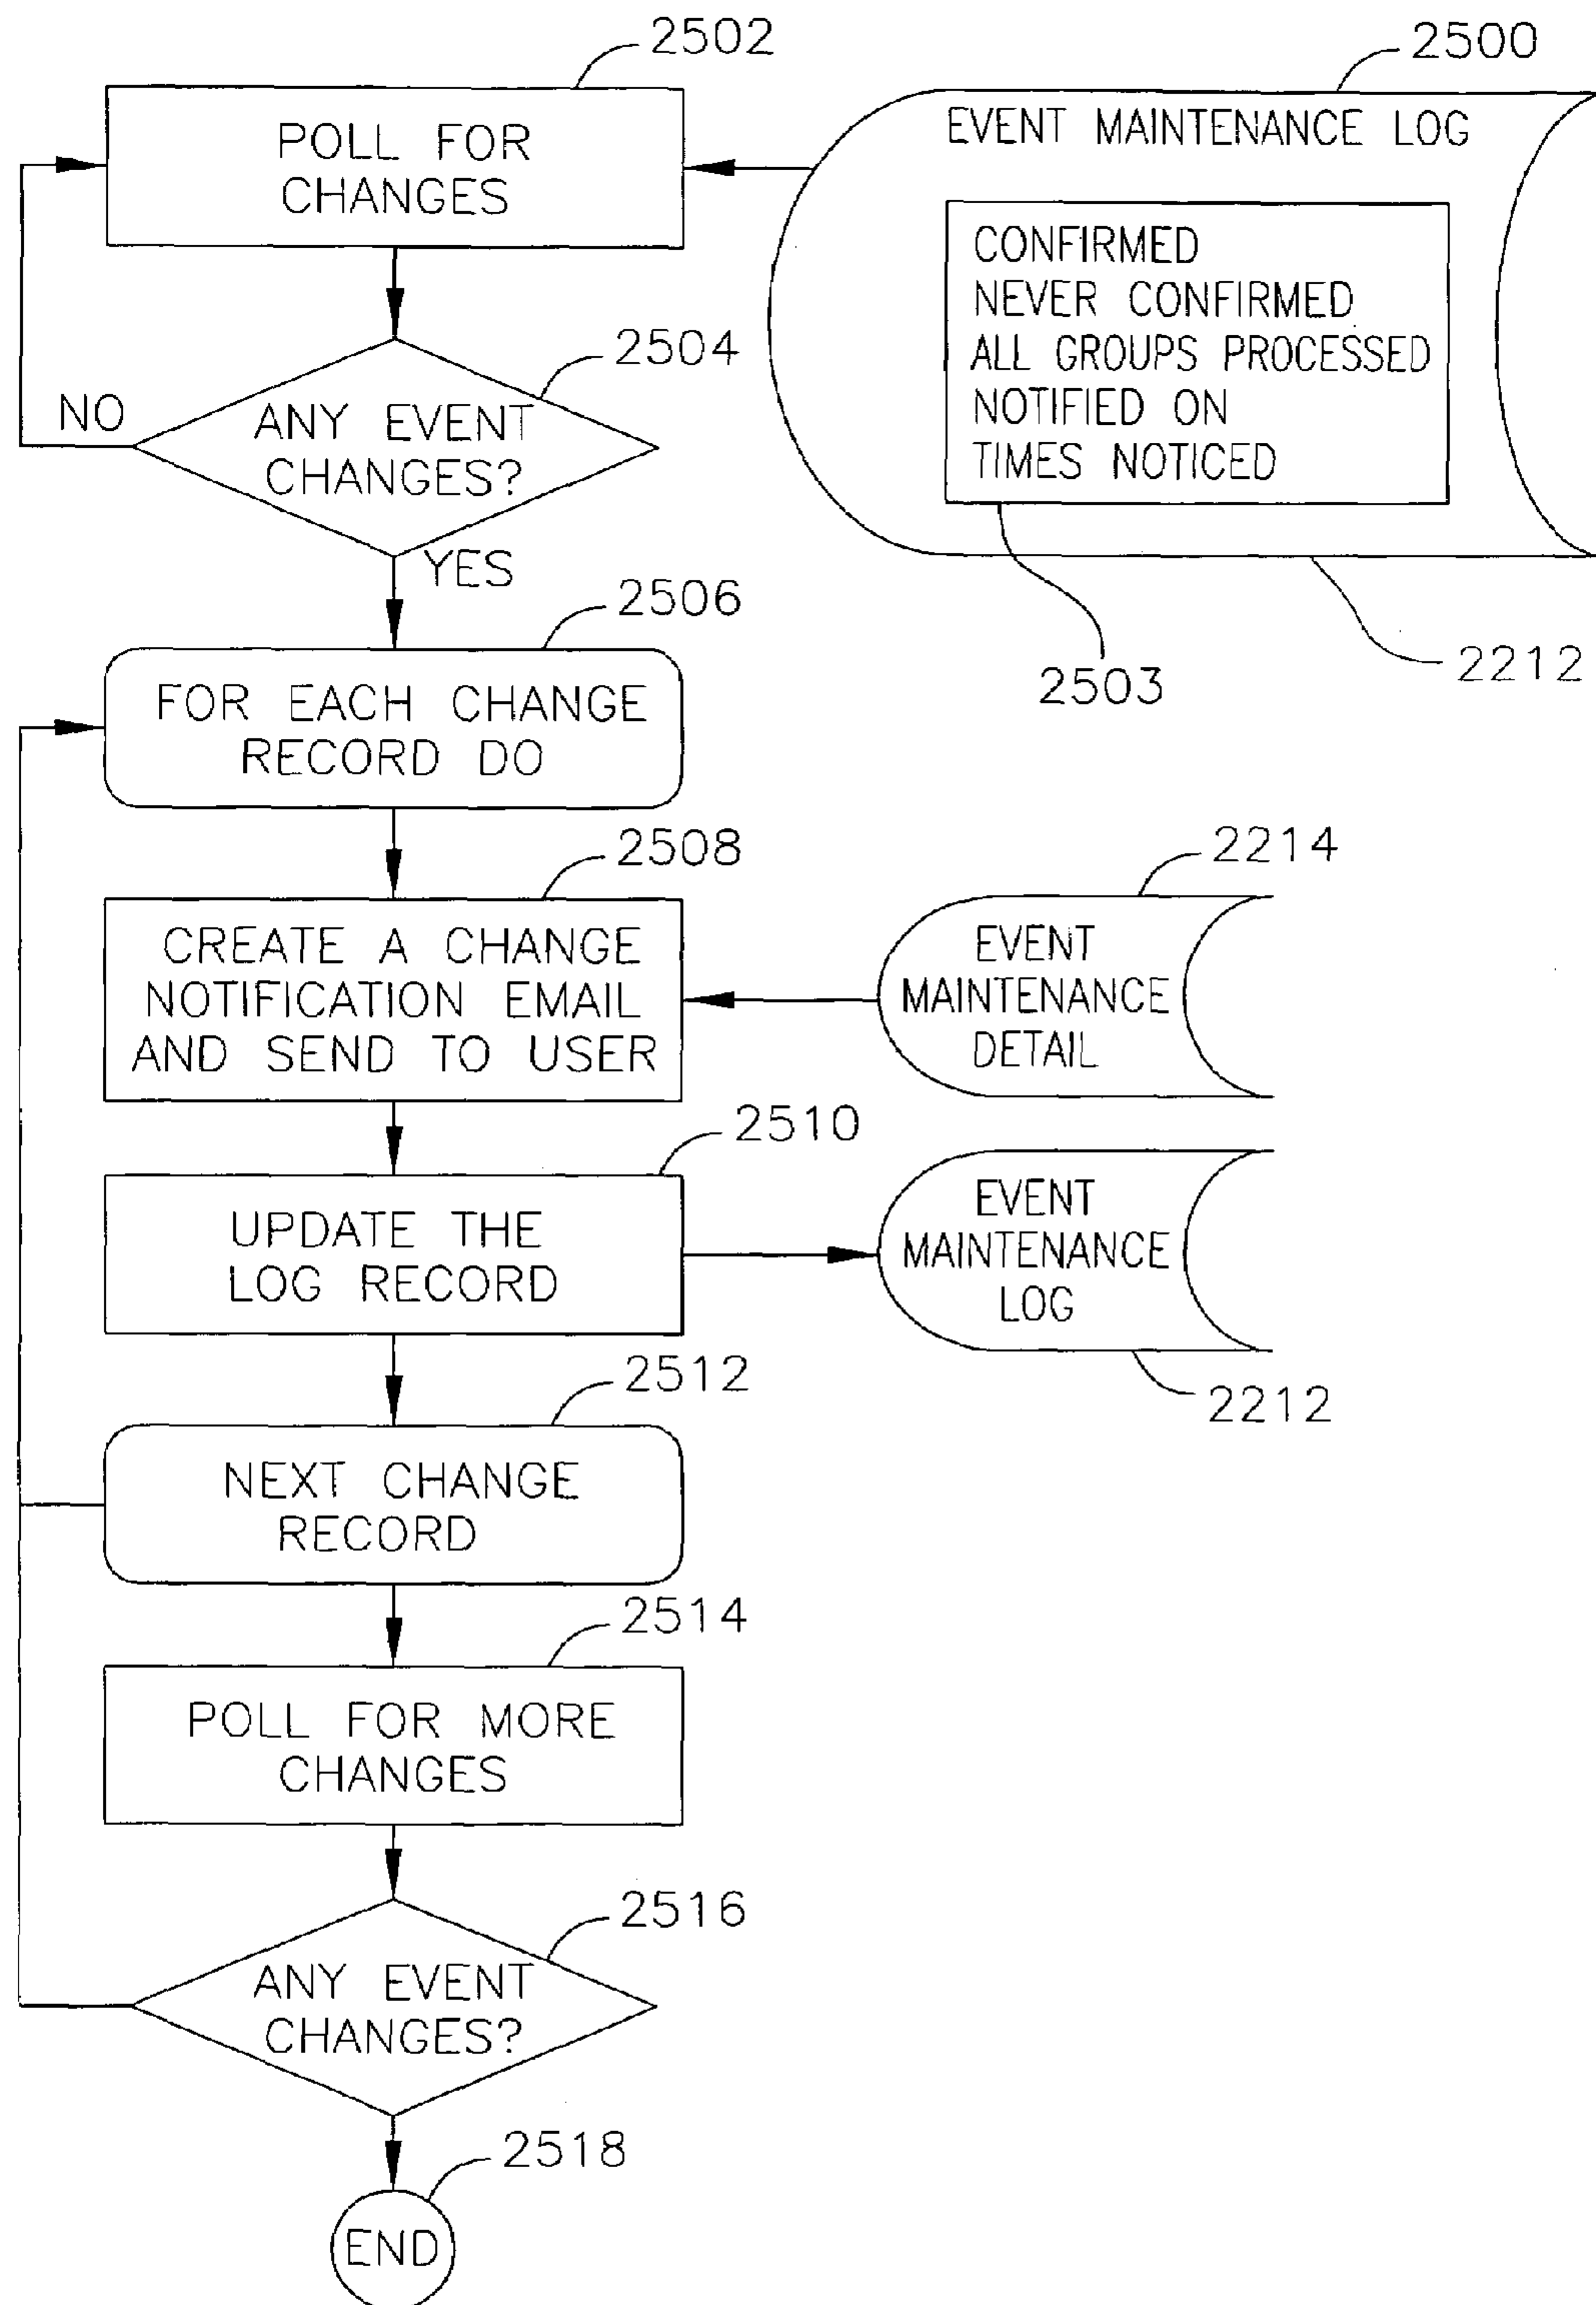 2502
POLL FOR
CHANGES
2500
EVENT MAINTENANCE LOG
CONFIRMED
NEVER CONFIRMED
ALL GROUPS PROCESSED
NOTIFIED ON
TIMES NOTICED
2503
2212
2504
ANY EVENT
CHANGES?
NO
YES
2506
FOR EACH CHANGE
RECORD DO
2508
CREATE A CHANGE
NOTIFICATION EMAIL
AND SEND TO USER
2214
EVENT
MAINTENANCE
DETAIL
2510
UPDATE THE
LOG RECORD
EVENT
MAINTENANCE
LOG
2212
2512
NEXT CHANGE
RECORD
2514
POLL FOR MORE
CHANGES
2516
ANY EVENT
CHANGES?
2518
END